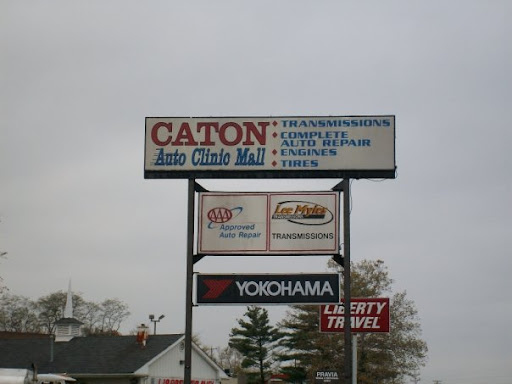 CATON
Auto Clinic Mall
TRANSMISSIONS
COMPLETE
AUTO REPAIR
ENGINES
TIRES
AAA
Approved
Auto Repair
Lee Myles
TRANSMISSIONS
YOKOHAMA
LIBERTY
TRAVEL
PRAVIA